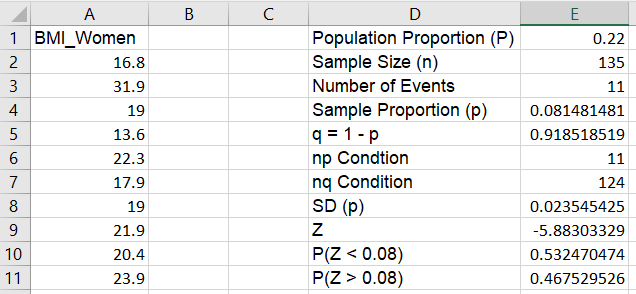 A B C D E
1 BMI_Women Population Proportion (P) 0.22
2 16.8 Sample Size (n) 135
3 31.9 Number of Events 11
4 19 Sample Proportion (p) 0.081481481
5 13.6 q = 1 - p 0.918518519
6 22.3 np Condtion 11
7 17.9 nq Condition 124
8 19 SD (p) 0.023545425
9 21.9 Z -5.88303329
10 20.4 P(Z < 0.08) 0.532470474
11 23.9 P(Z > 0.08) 0.467529526